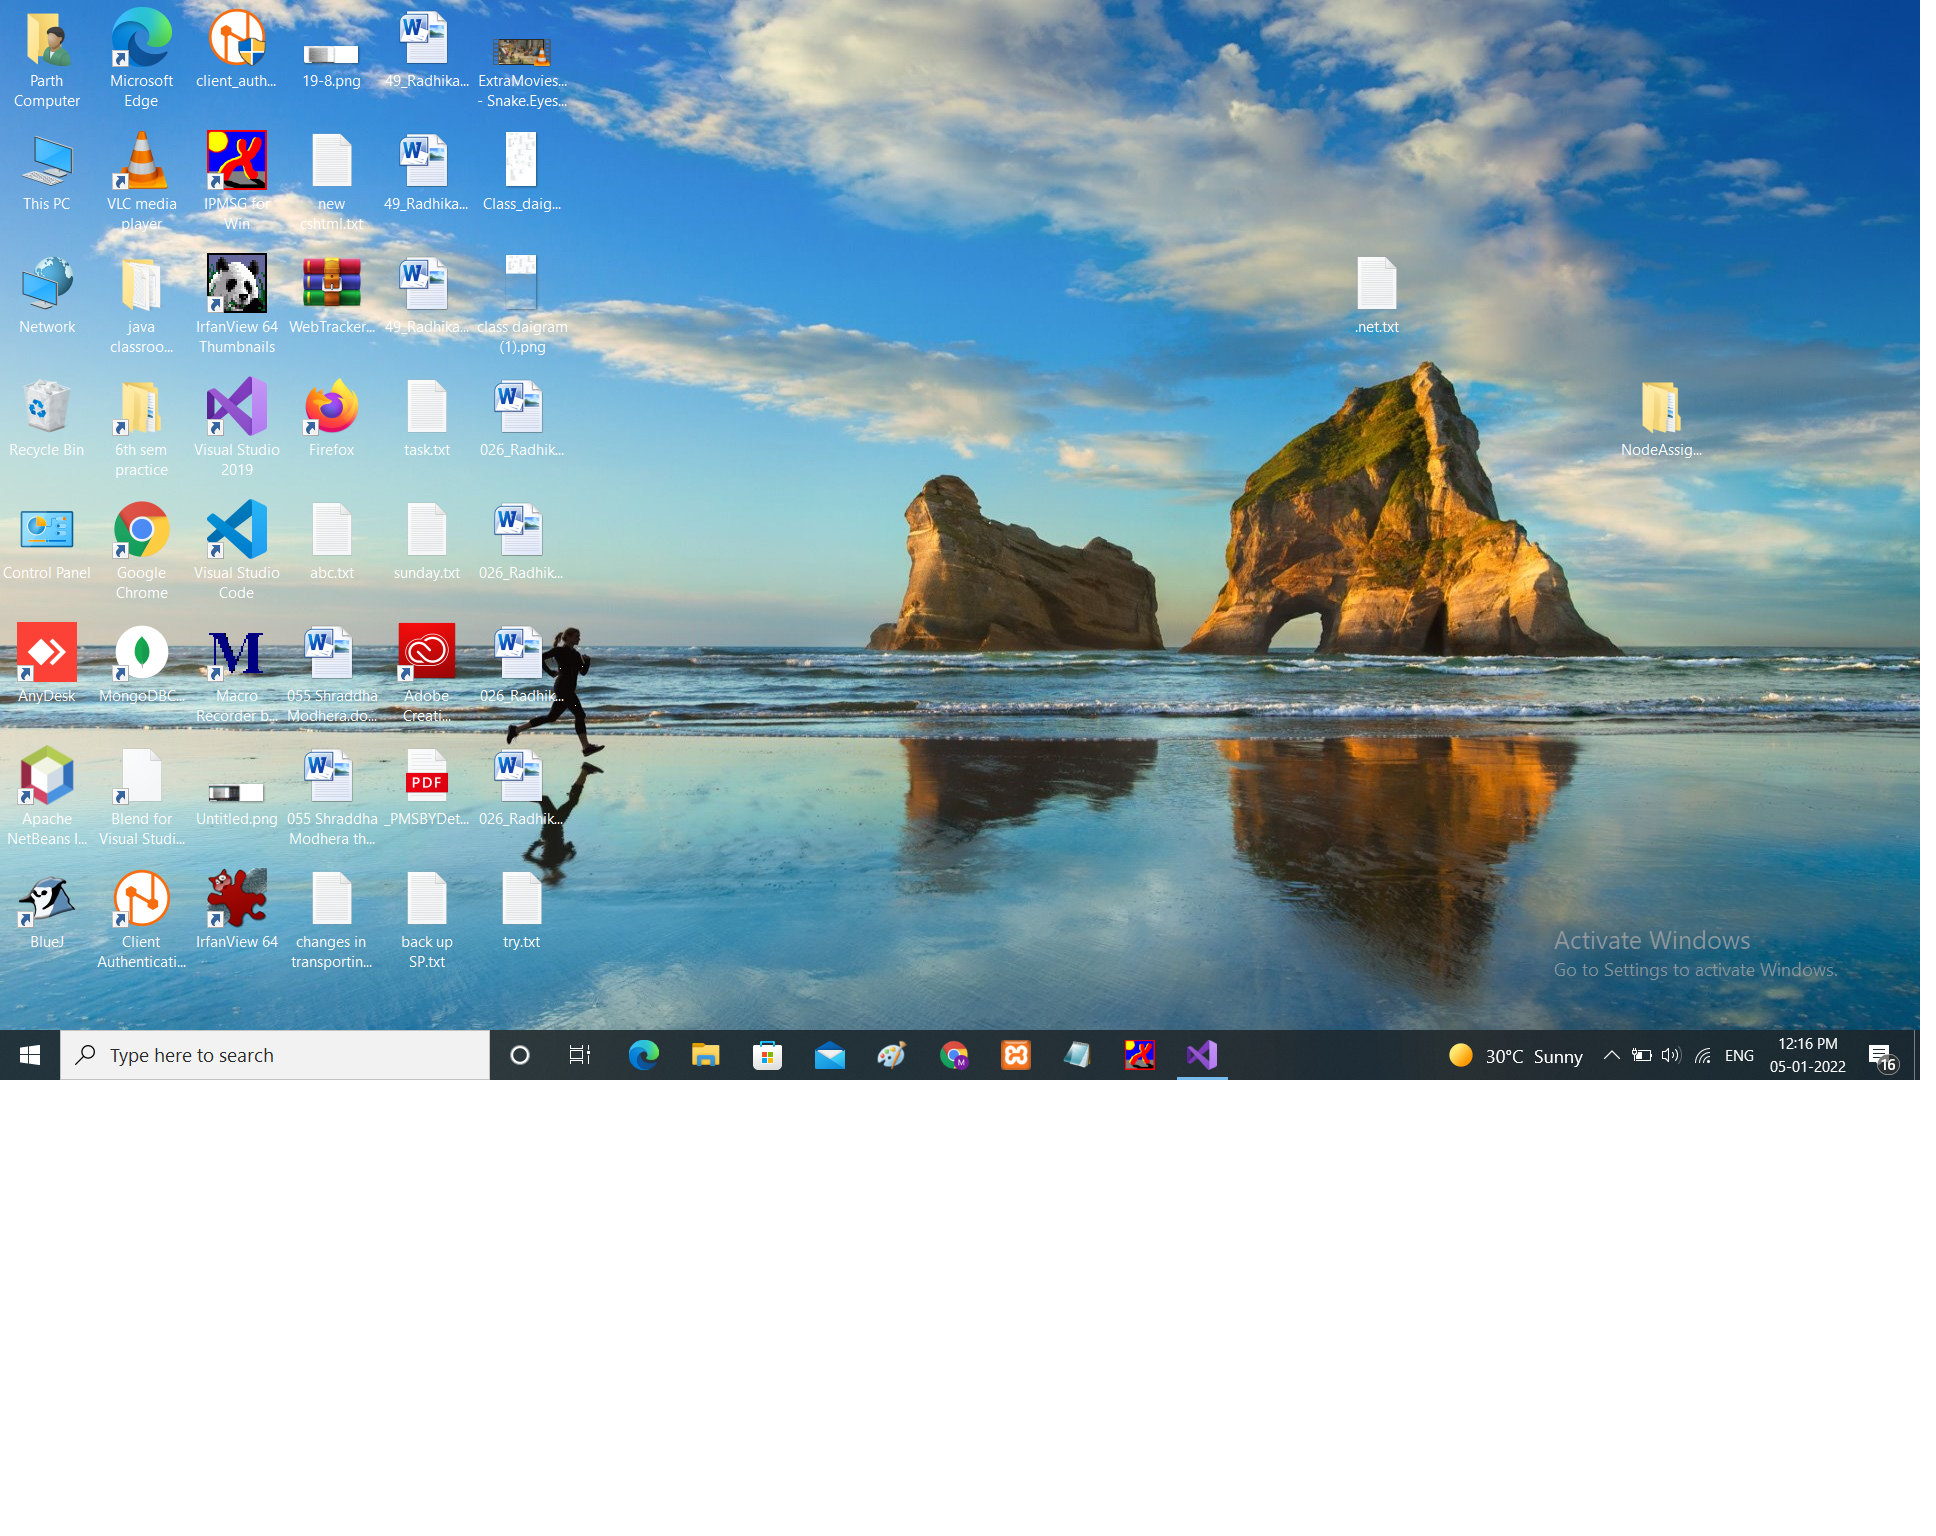 Parth
Computer
Microsoft
Edge
client_auth...
19-8.png
49_Radhika...
ExtraMovies...
- Snake.Eyes...
This PC
VLC media
player
IPMSG for
Win
new
cshtml.txt
49_Radhika...
Class_daig...
Network
java
classroo...
IrfanView 64
Thumbnails
WebTracker...
49_Radhika...
class daigram
(1).png
.net.txt
Recycle Bin
6th sem
practice
Visual Studio
2019
Firefox
task.txt
026_Radhik...
NodeAssig...
Control Panel
Google
Chrome
Visual Studio
Code
abc.txt
sunday.txt
026_Radhik...
AnyDesk
MongoDBC...
Macro
Recorder b...
055 Shraddha
Modhera.do...
Adobe
Creati...
026_Radhik...
Apache
NetBeans I...
Blend for
Visual Studi...
Untitled.png
055 Shraddha
Modhera th...
PDF
_PMSBYDet...
026_Radhik...
BlueJ
Client
Authenticati...
IrfanView 64
changes in
transportin...
back up
SP.txt
try.txt
Activate Windows
Go to Settings to activate Windows.
Type here to search
30°C Sunny
ENG
12:16 PM
05-01-2022
16